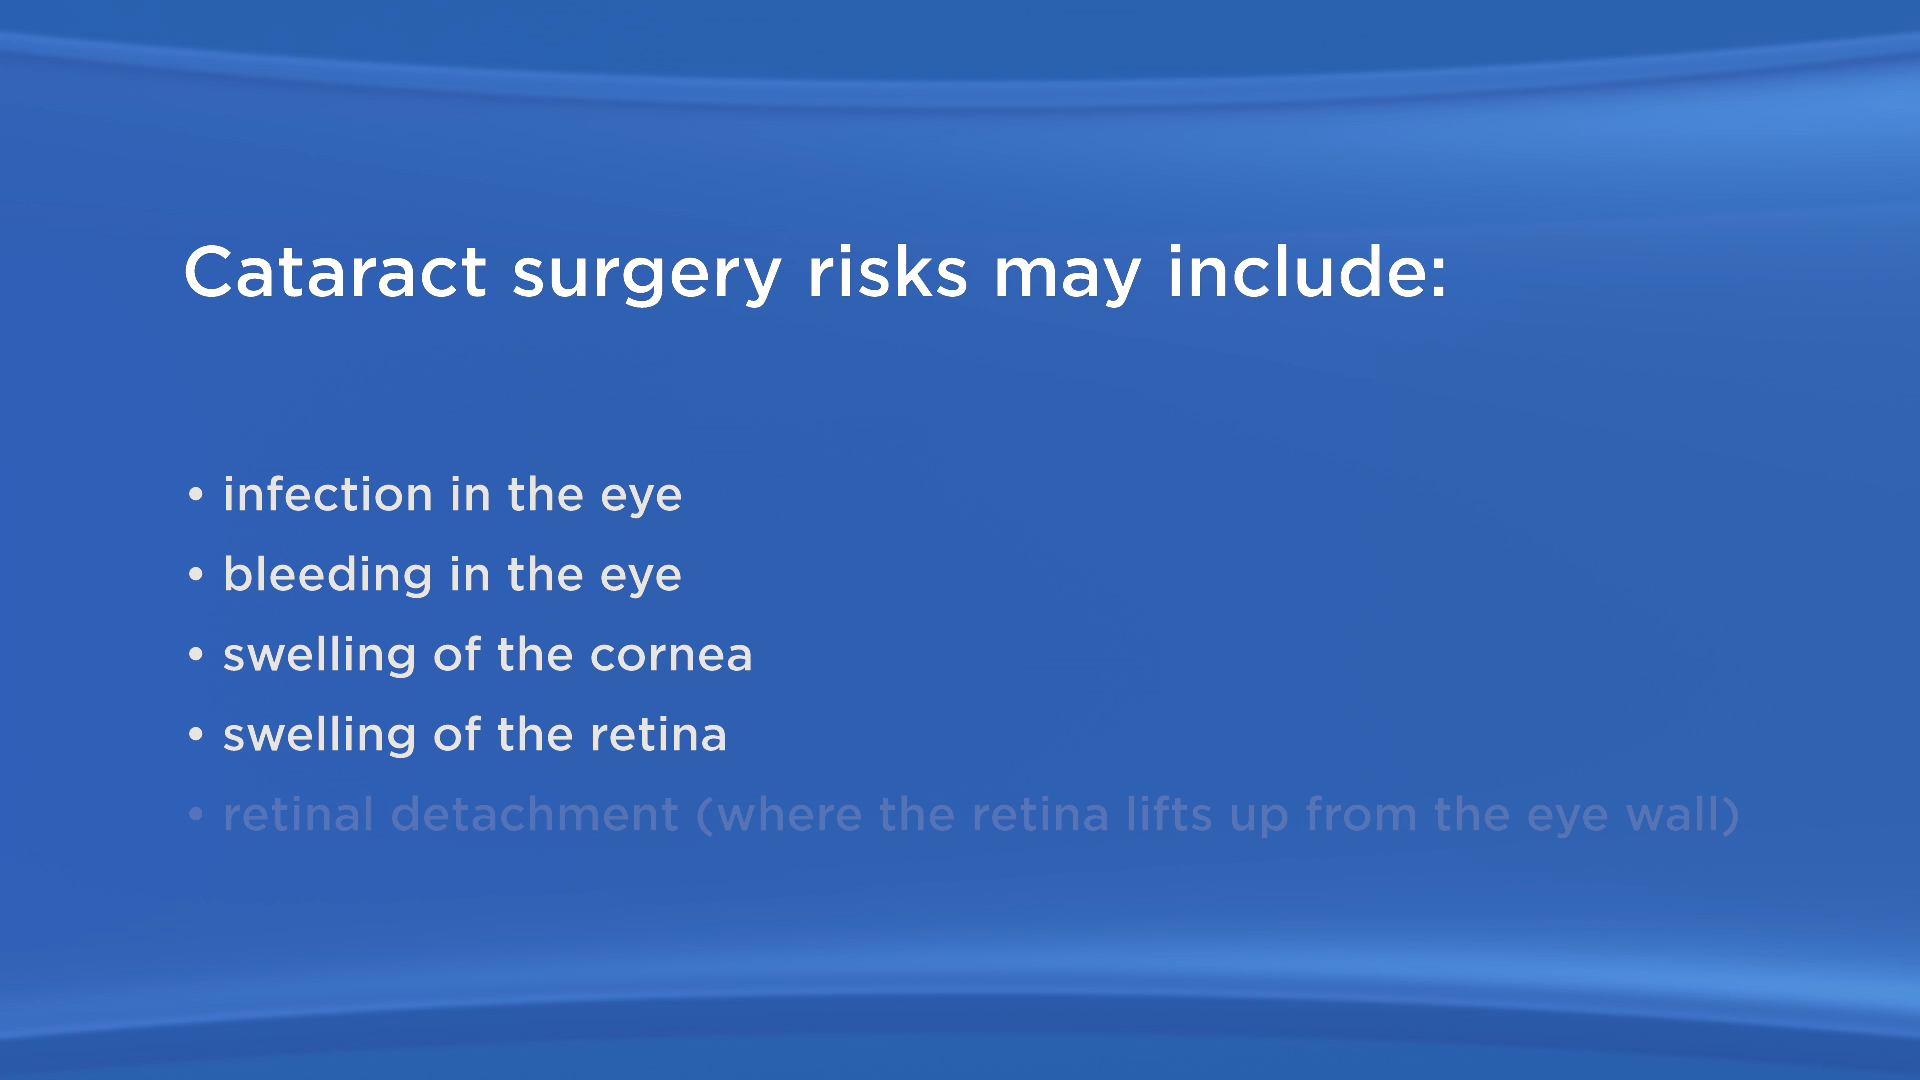 Cataract surgery risks may include:
• infection in the eye
• bleeding in the eye
• swelling of the cornea
• swelling of the retina
• retinal detachment (where the retina lifts up from the eye wall)